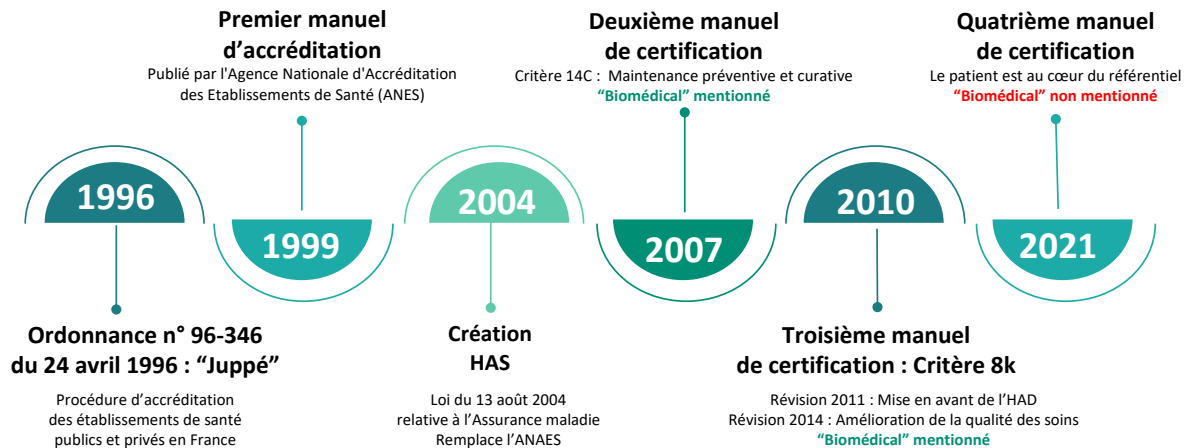 Premier manuel
d’accréditation
Publié par l'Agence Nationale d'Accréditation
des Etablissements de Santé (ANES)
Deuxième manuel
de certification
Critère 14C : Maintenance préventive et curative
“Biomédical” mentionné
Quatrième manuel
de certification
Le patient est au cœur du référentiel
“Biomédical” non mentionné
1996
1999
2004
2007
2010
2021
Ordonnance n° 96-346
du 24 avril 1996 : “Juppé”
Procédure d’accréditation
des établissements de santé
publics et privés en France
Création
HAS
Loi du 13 août 2004
relative à l’Assurance maladie
Remplace l’ANAES
Troisième manuel
de certification : Critère 8k
Révision 2011 : Mise en avant de l’HAD
Révision 2014 : Amélioration de la qualité des soins
“Biomédical” mentionné